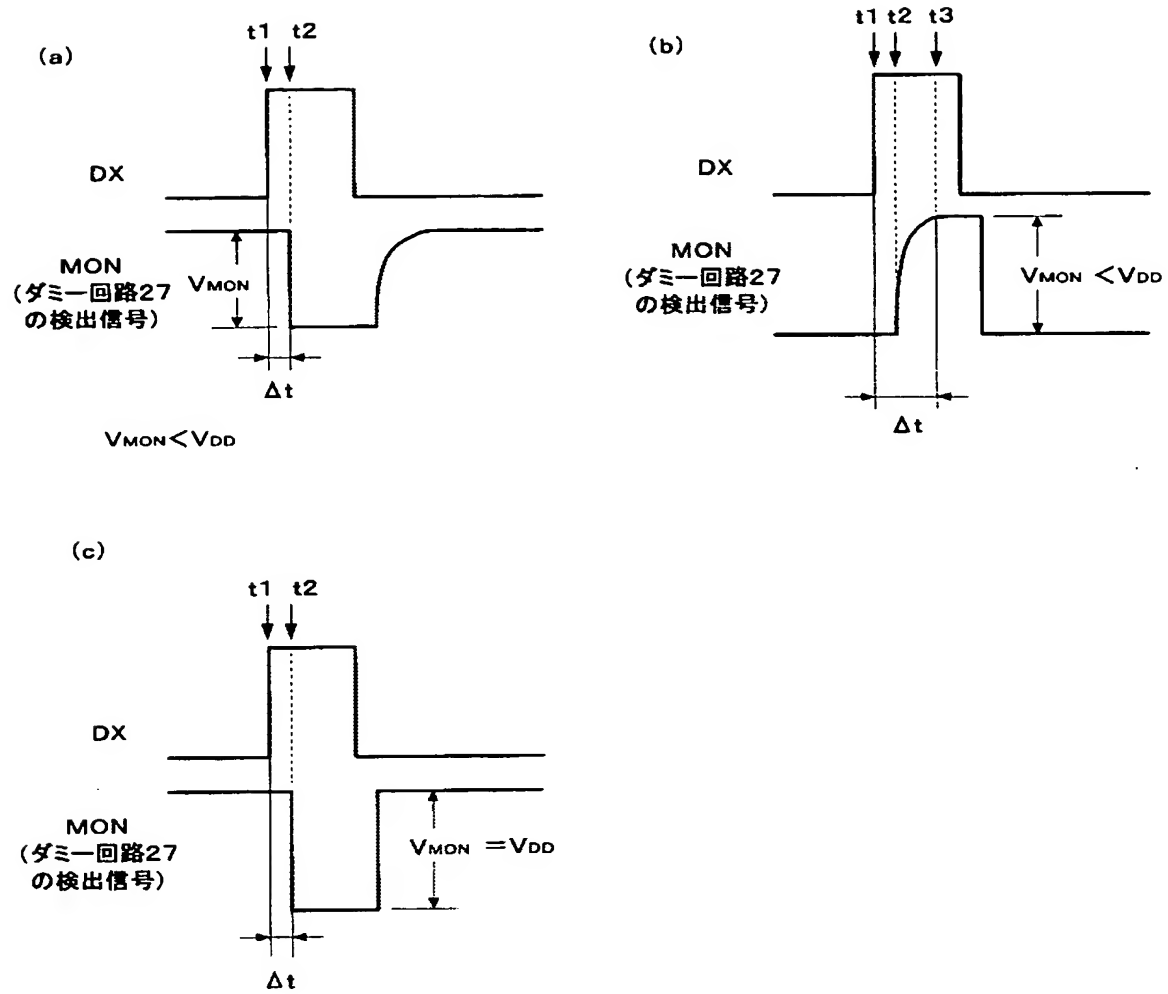 (a)
t1 t2
DX
MON
(ダミー回路27
の検出信号)
VMON
Δt
VMON<VDD
(b)
t1 t2 t3
DX
MON
(ダミー回路27
の検出信号)
VMON <VDD
Δt
(c)
t1 t2
DX
MON
(ダミー回路27
の検出信号)
VMON =VDD
Δt